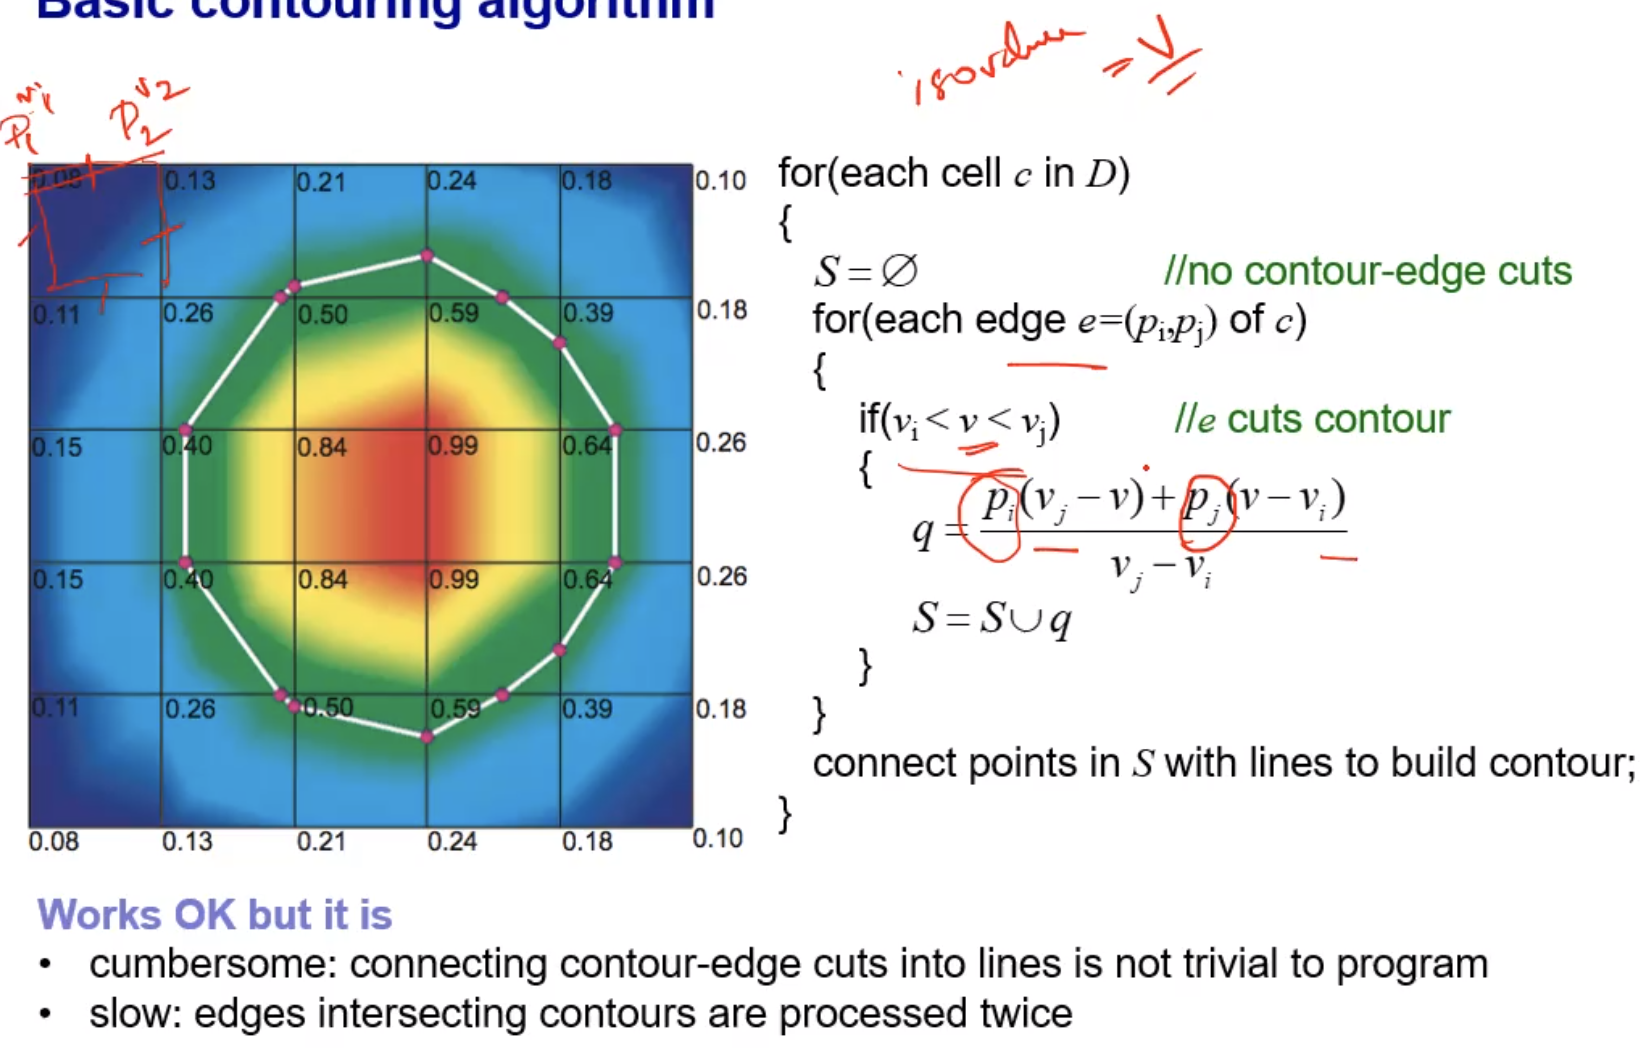 Basic contouring algorithm
isovalue = V
P1 v1
P2 v2
0.08 0.13 0.21 0.24 0.18 0.10
0.11 0.26 0.50 0.59 0.39 0.18
0.15 0.40 0.84 0.99 0.64 0.26
0.15 0.40 0.84 0.99 0.64 0.26
0.11 0.26 0.50 0.59 0.39 0.18
0.08 0.13 0.21 0.24 0.18 0.10
for(each cell c in D)
{
S = ∅ //no contour-edge cuts
for(each edge e=(pi,pj) of c)
{
if(vi < v < vj) //e cuts contour
{
q = pi(vj − v) + pj(v − vi)
vj − vi
S = S ∪ q
}
}
connect points in S with lines to build contour;
}
Works OK but it is
• cumbersome: connecting contour-edge cuts into lines is not trivial to program
• slow: edges intersecting contours are processed twice